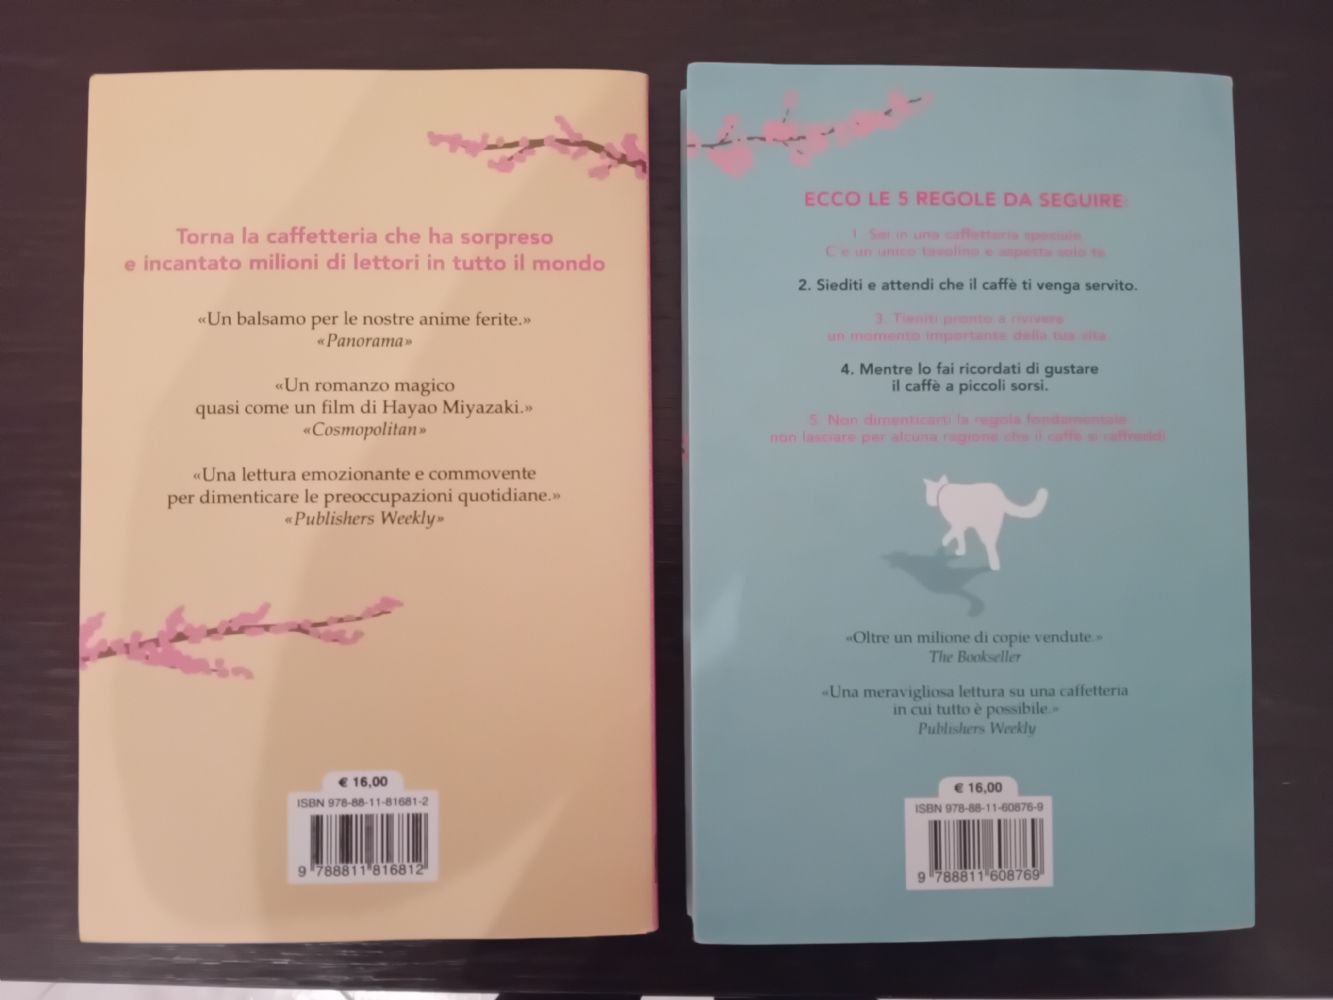 Torna la caffetteria che ha sorpreso
e incantato milioni di lettori in tutto il mondo
«Un balsamo per le nostre anime ferite.»
«Panorama»
«Un romanzo magico
quasi come un film di Hayao Miyazaki.»
«Cosmopolitan»
«Una lettura emozionante e commovente
per dimenticare le preoccupazioni quotidiane.»
«Publishers Weekly»
€ 16,00
ISBN 978-88-11-81681-2
9 788811 816812
ECCO LE 5 REGOLE DA SEGUIRE:
1. Sei in una caffetteria speciale.
C'è un unico tavolino e aspetta solo te.
2. Siediti e attendi che il caffè ti venga servito.
3. Tieniti pronto a rivivere
un momento importante della tua vita.
4. Mentre lo fai ricordati di gustare
il caffè a piccoli sorsi.
5. Non dimenticarti la regola fondamentale:
non lasciare per alcuna ragione che il caffè si raffreddi.
«Oltre un milione di copie vendute.»
The Bookseller
«Una meravigliosa lettura su una caffetteria
in cui tutto è possibile.»
Publishers Weekly
€ 16,00
ISBN 978-88-11-60876-9
9 788811 608769